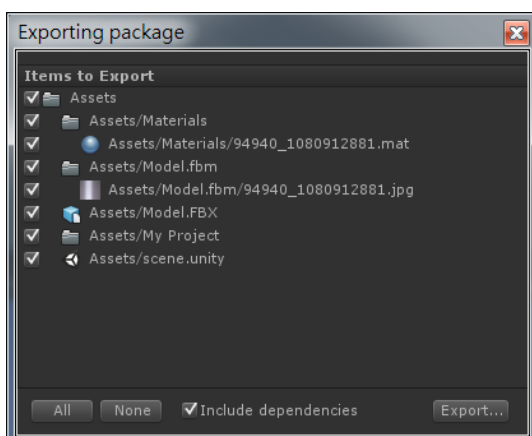 Exporting package
Items to Export
Assets
Assets/Materials
Assets/Materials/94940_1080912881.mat
Assets/Model.fbm
Assets/Model.fbm/94940_1080912881.jpg
Assets/Model.FBX
Assets/My Project
Assets/scene.unity
All None Include dependencies Export...